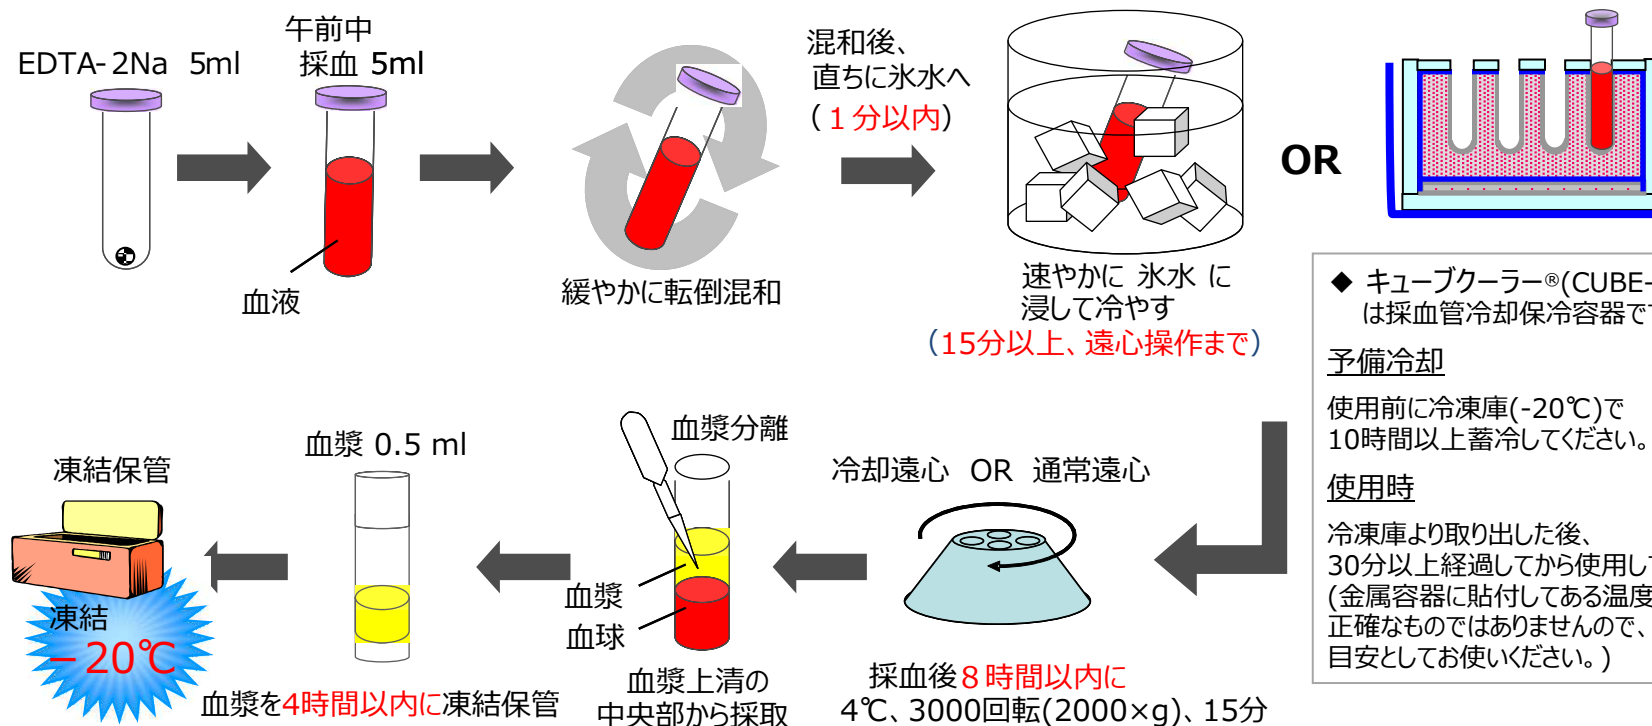 EDTA-2Na 5ml
午前中
採血 5ml
血液
緩やかに転倒混和
混和後、
直ちに氷水へ
(１分以内)
速やかに 氷水 に
浸して冷やす
(15分以上、遠心操作まで)
OR
◆ キューブクーラー®(CUBE-
は採血管冷却保冷容器で
予備冷却
使用前に冷凍庫(-20℃)で
10時間以上蓄冷してください。
使用時
冷凍庫より取り出した後、
30分以上経過してから使用して
(金属容器に貼付してある温度
正確なものではありませんので、
目安としてお使いください。)
冷却遠心 OR 通常遠心
採血後８時間以内に
4℃、3000回転(2000×g)、15分
血漿分離
血漿
血球
血漿上清の
中央部から採取
血漿 0.5 ml
血漿を4時間以内に凍結保管
凍結保管
凍結
－20℃